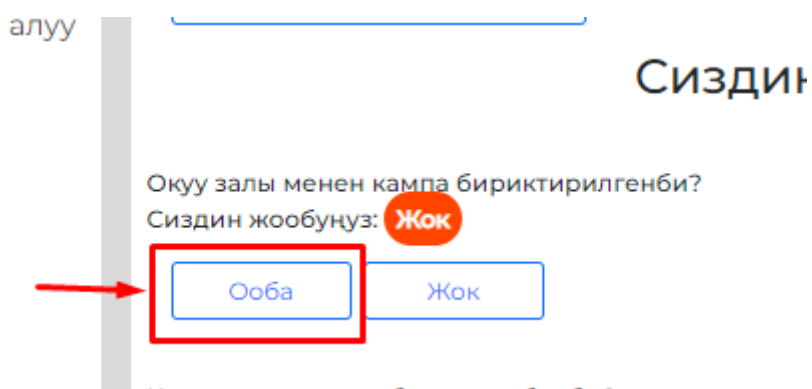 алуу
Сиздин
Окуу залы менен кампа бириктирилгенби?
Сиздин жообуңуз: Жок
Ооба Жок